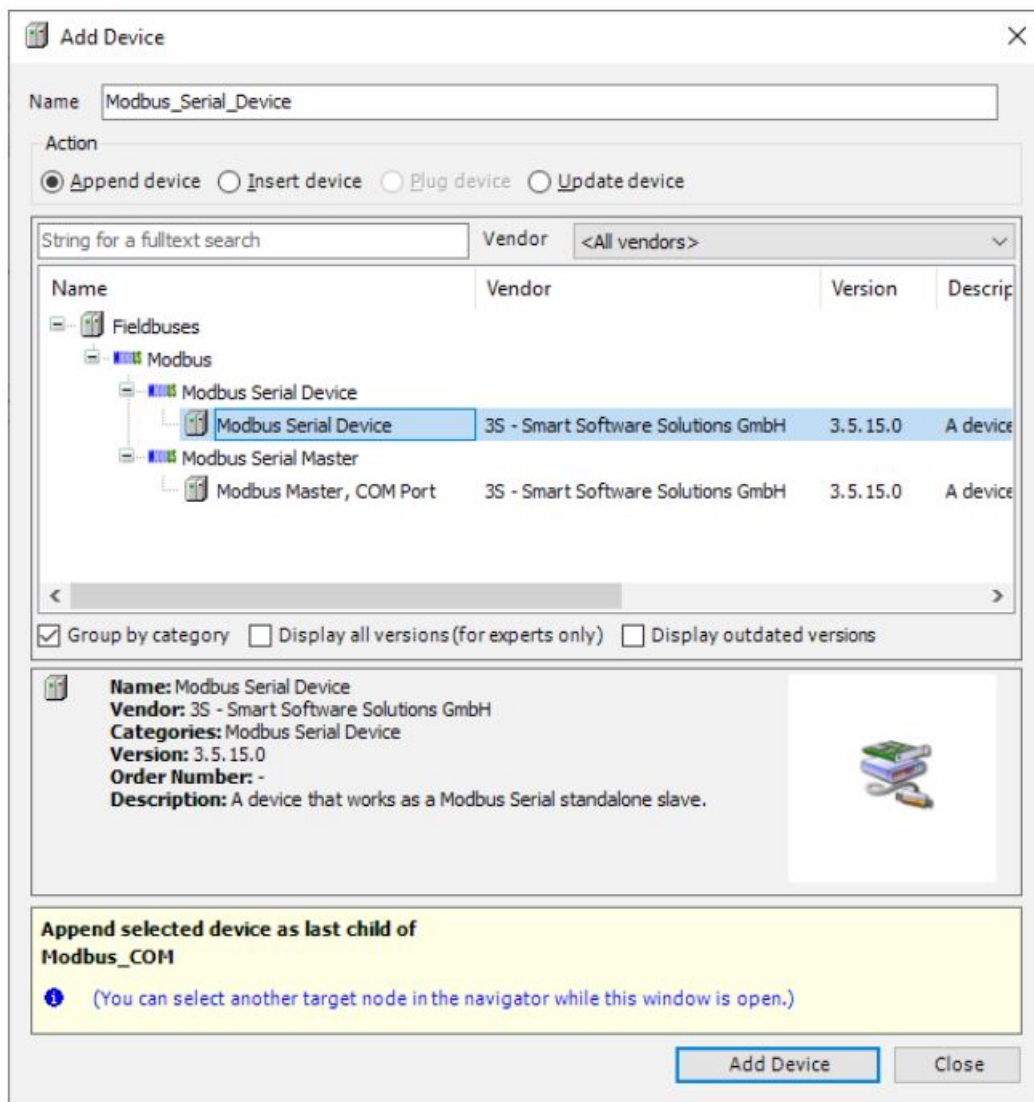 Add Device
Name Modbus_Serial_Device
Action
Append device Insert device Plug device Update device
String for a fulltext search Vendor <All vendors>
Name Vendor Version Descrip
Fieldbuses
MODBUS Modbus
MODBUS Modbus Serial Device
Modbus Serial Device 3S - Smart Software Solutions GmbH 3.5.15.0 A device
MODBUS Modbus Serial Master
Modbus Master, COM Port 3S - Smart Software Solutions GmbH 3.5.15.0 A device
Group by category Display all versions (for experts only) Display outdated versions
Name: Modbus Serial Device
Vendor: 3S - Smart Software Solutions GmbH
Categories: Modbus Serial Device
Version: 3.5.15.0
Order Number: -
Description: A device that works as a Modbus Serial standalone slave.
Append selected device as last child of
Modbus_COM
(You can select another target node in the navigator while this window is open.)
Add Device Close